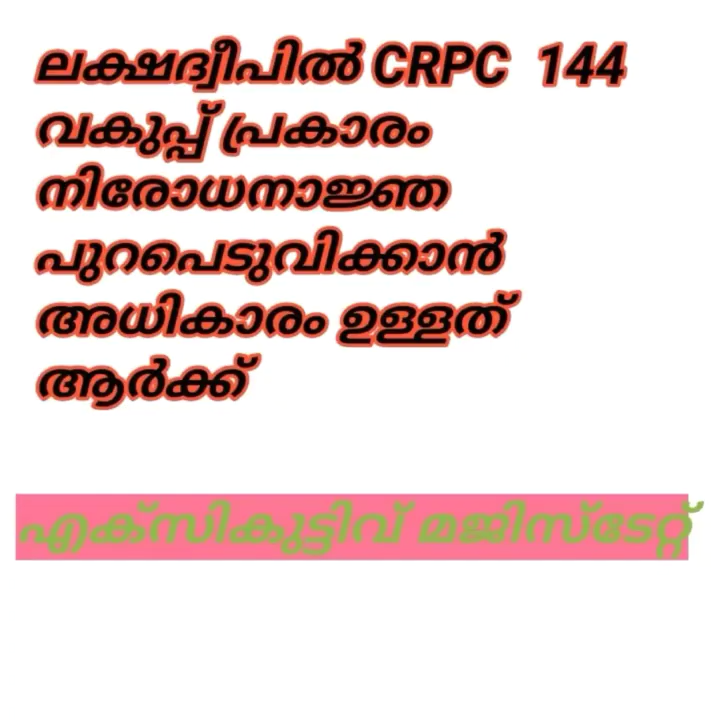 ലക്ഷദ്വീപിൽ CRPC 144
വകുപ്പ് പ്രകാരം
നിരോധനാജ്ഞ
പുറപെടുവിക്കാൻ
അധികാരം ഉള്ളത്
ആർക്ക്
എക്സികുട്ടിവ് മജിസ്ടേറ്റ്